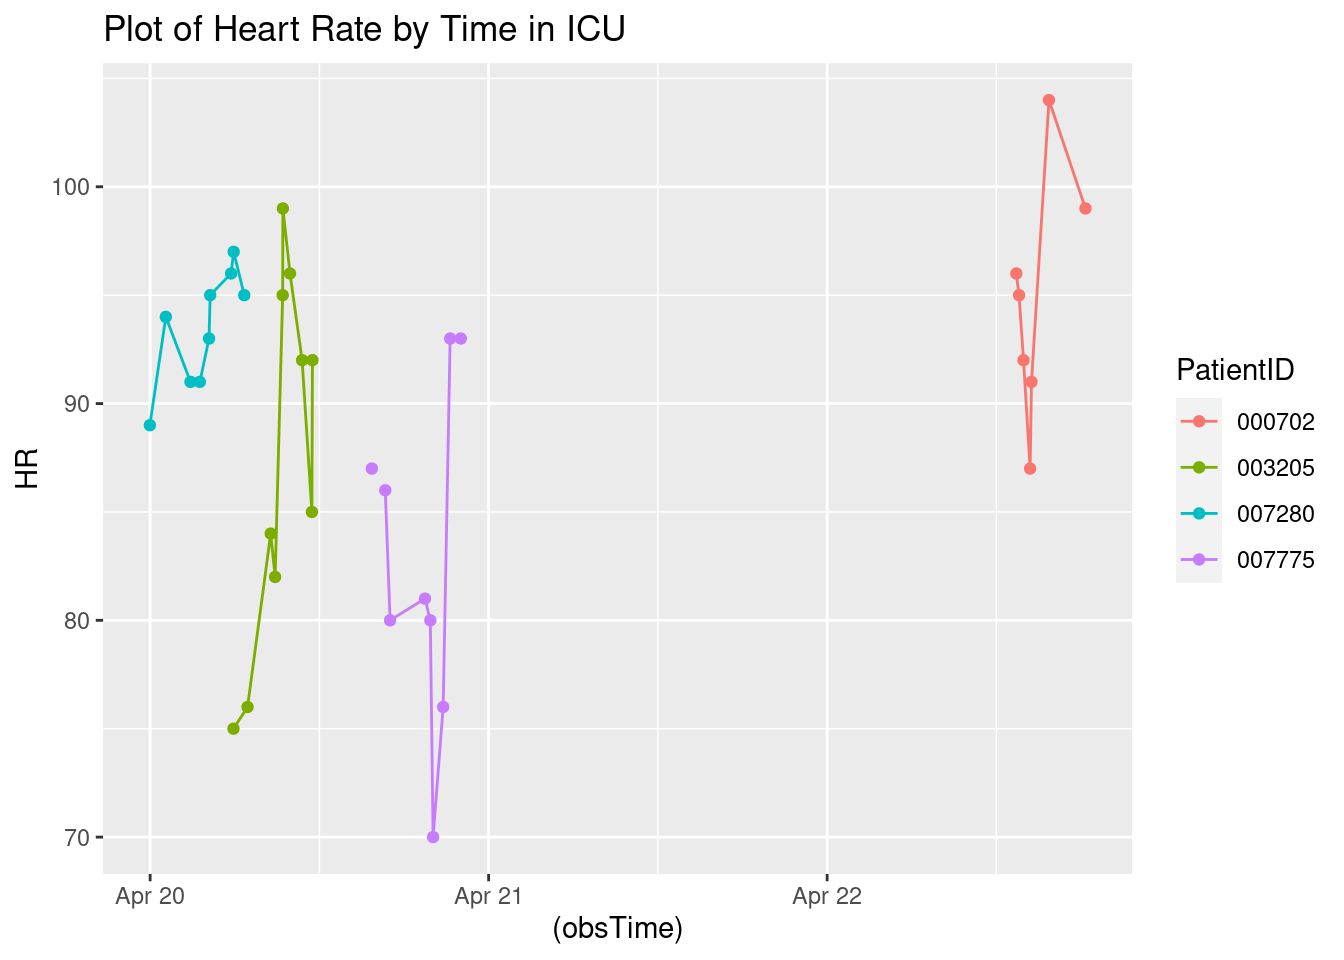 Plot of Heart Rate by Time in ICU
HR
100
90
80
70
Apr 20
Apr 21
Apr 22
(obsTime)
PatientID
000702
003205
007280
007775